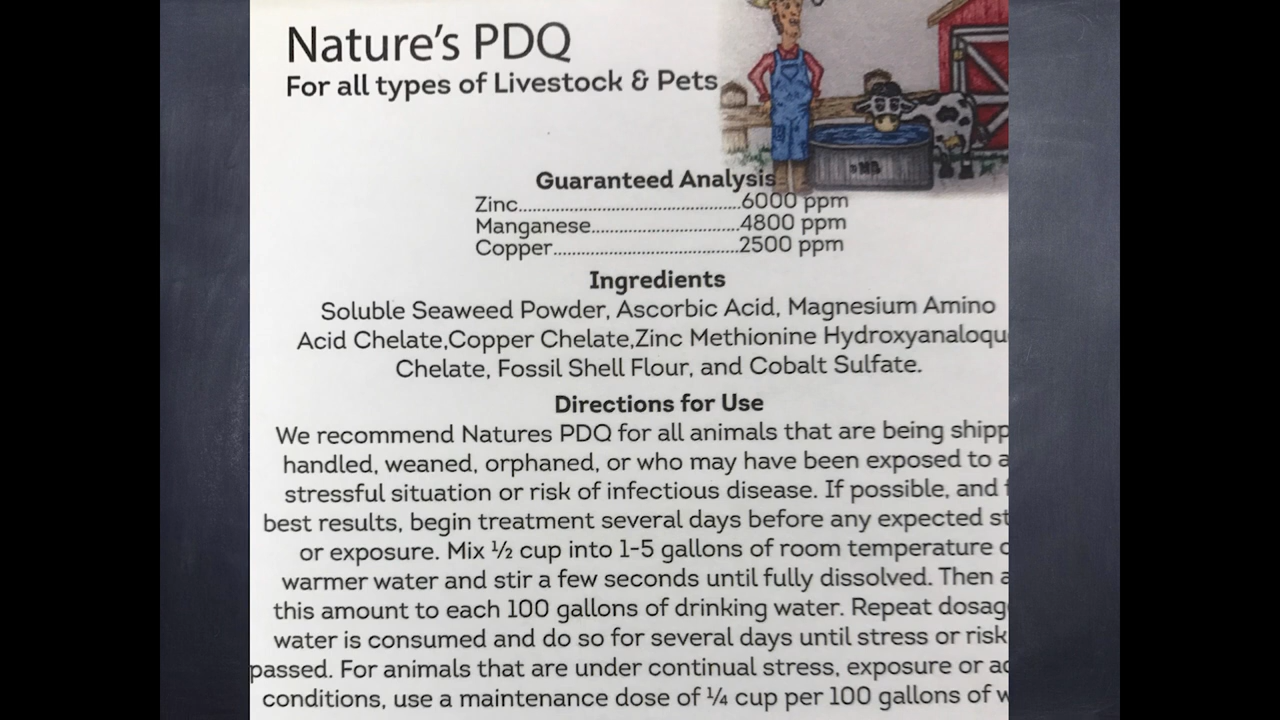 Nature's PDQ
For all types of Livestock & Pets
Guaranteed Analysis
Zinc..............................................6000 ppm
Manganese...............................4800 ppm
Copper.......................................2500 ppm
Ingredients
Soluble Seaweed Powder, Ascorbic Acid, Magnesium Amino
Acid Chelate,Copper Chelate,Zinc Methionine Hydroxyanaloqu
Chelate, Fossil Shell Flour, and Cobalt Sulfate.
Directions for Use
We recommend Natures PDQ for all animals that are being shipp
handled, weaned, orphaned, or who may have been exposed to a
stressful situation or risk of infectious disease. If possible, and
best results, begin treatment several days before any expected st
or exposure. Mix ½ cup into 1-5 gallons of room temperature
warmer water and stir a few seconds until fully dissolved. Then a
this amount to each 100 gallons of drinking water. Repeat dosag
water is consumed and do so for several days until stress or risk
passed. For animals that are under continual stress, exposure or
conditions, use a maintenance dose of ¼ cup per 100 gallons of